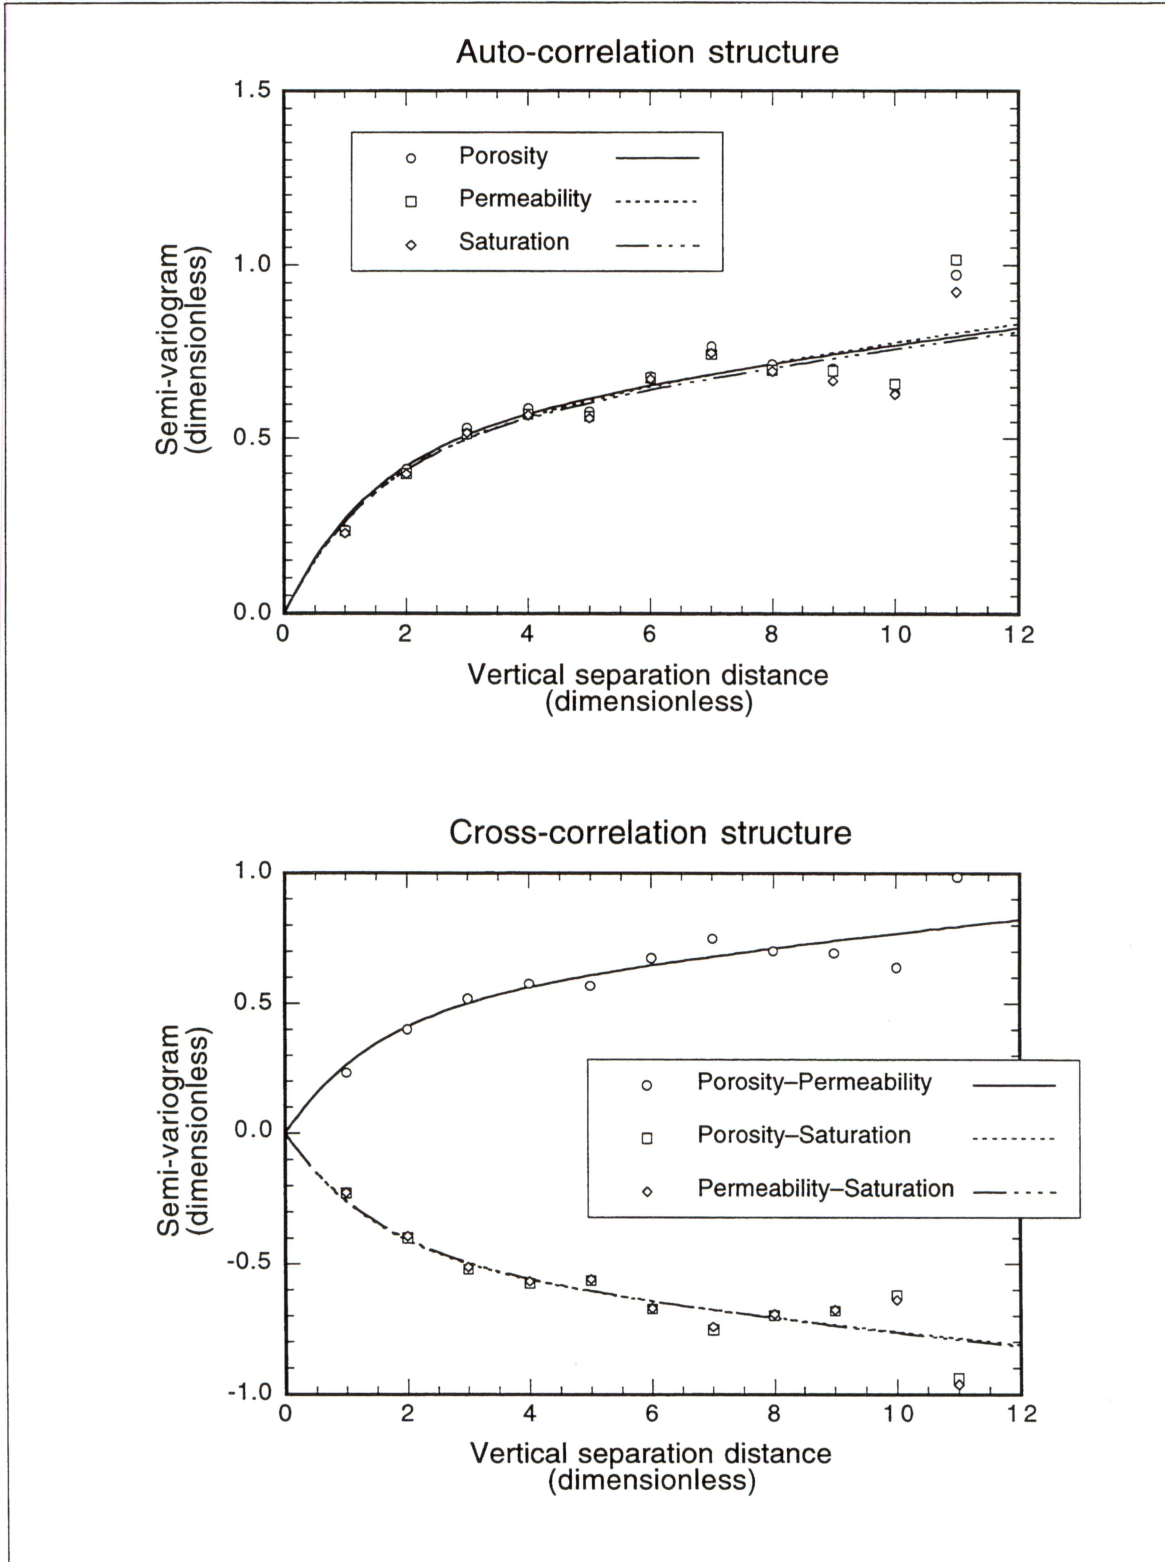 Auto-correlation structure
1.5
1.0
0.5
0.0
Semi-variogram
(dimensionless)
Porosity
Permeability
Saturation
0 2 4 6 8 10 12
Vertical separation distance
(dimensionless)
Cross-correlation structure
1.0
0.5
0.0
-0.5
-1.0
Semi-variogram
(dimensionless)
Porosity–Permeability
Porosity–Saturation
Permeability–Saturation
0 2 4 6 8 10 12
Vertical separation distance
(dimensionless)